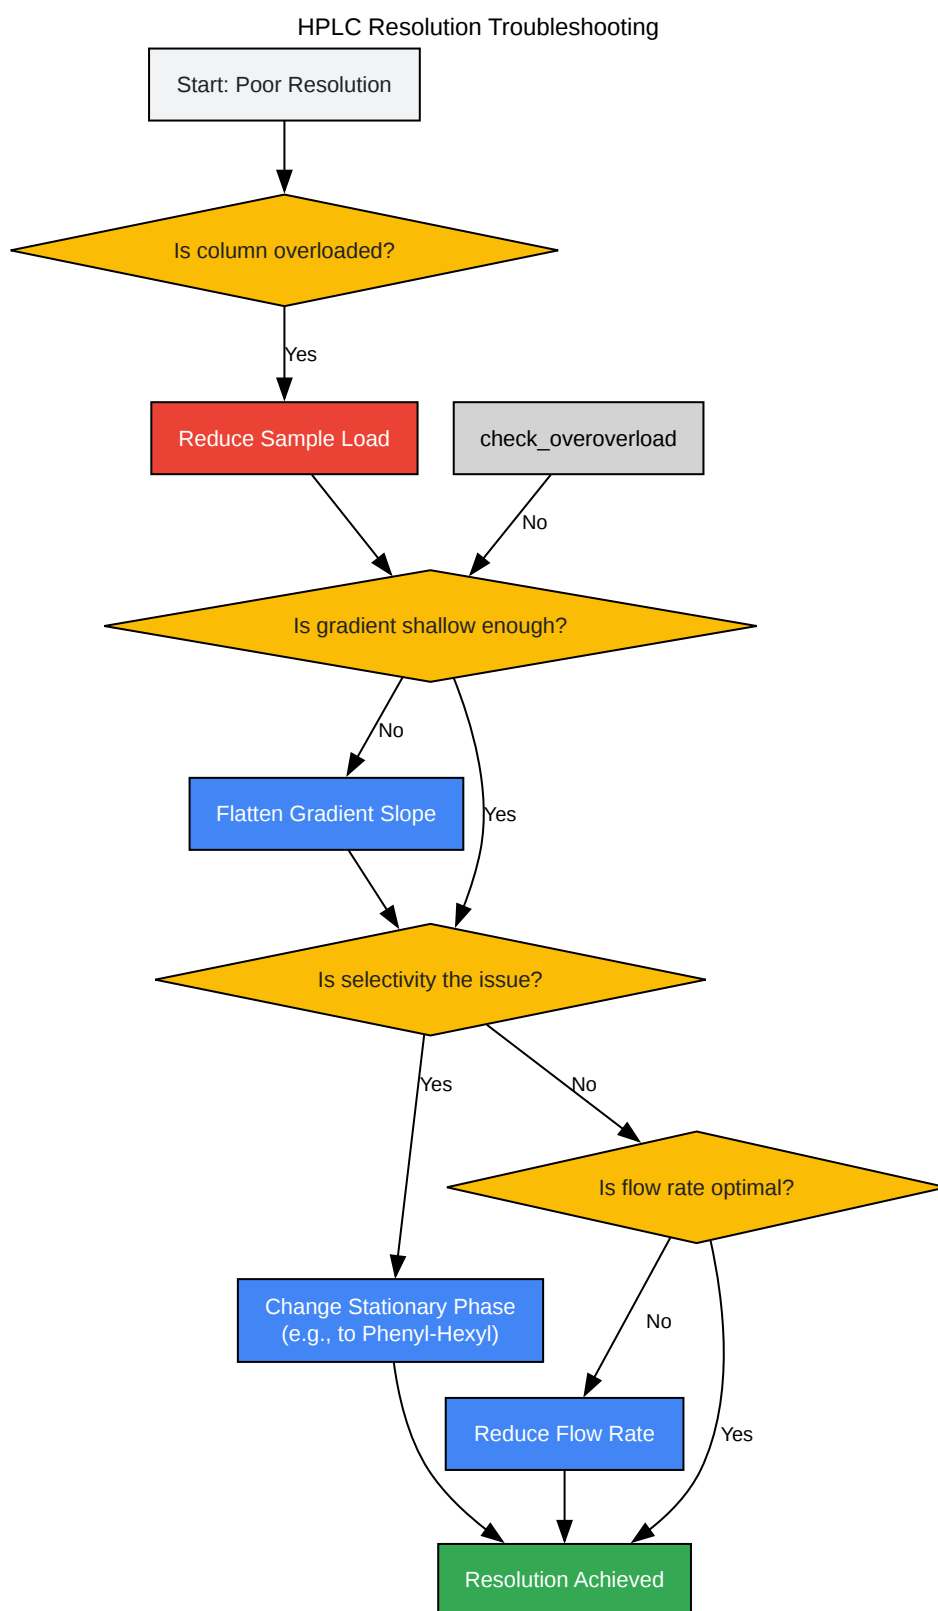 HPLC Resolution Troubleshooting
Start: Poor Resolution
Is column overloaded?
Yes
Reduce Sample Load
check_overoverload
No
Is gradient shallow enough?
No
Flatten Gradient Slope
Yes
Is selectivity the issue?
Yes
No
Is flow rate optimal?
Change Stationary Phase
(e.g., to Phenyl-Hexyl)
No
Reduce Flow Rate
Yes
Resolution Achieved